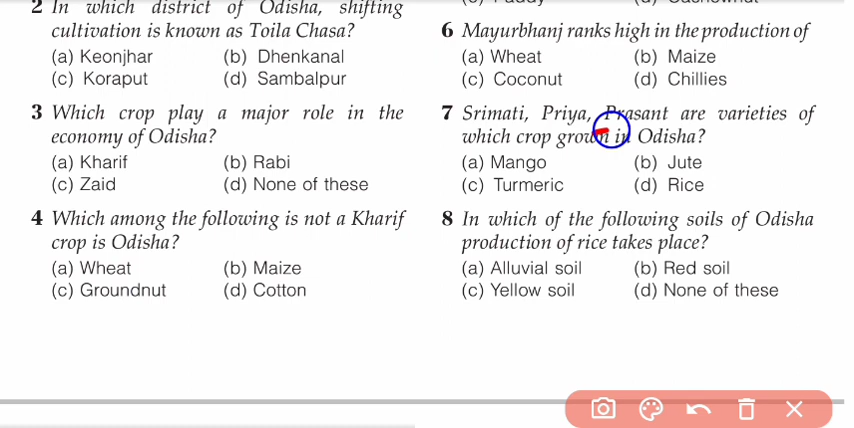 2 In which district of Odisha, shifting
cultivation is known as Toila Chasa?
(a) Keonjhar (b) Dhenkanal
(c) Koraput (d) Sambalpur
3 Which crop play a major role in the
economy of Odisha?
(a) Kharif (b) Rabi
(c) Zaid (d) None of these
4 Which among the following is not a Kharif
crop is Odisha?
(a) Wheat (b) Maize
(c) Groundnut (d) Cotton
6 Mayurbhanj ranks high in the production of
(a) Wheat (b) Maize
(c) Coconut (d) Chillies
7 Srimati, Priya, Prasant are varieties of
which crop grown in Odisha?
(a) Mango (b) Jute
(c) Turmeric (d) Rice
8 In which of the following soils of Odisha
production of rice takes place?
(a) Alluvial soil (b) Red soil
(c) Yellow soil (d) None of these